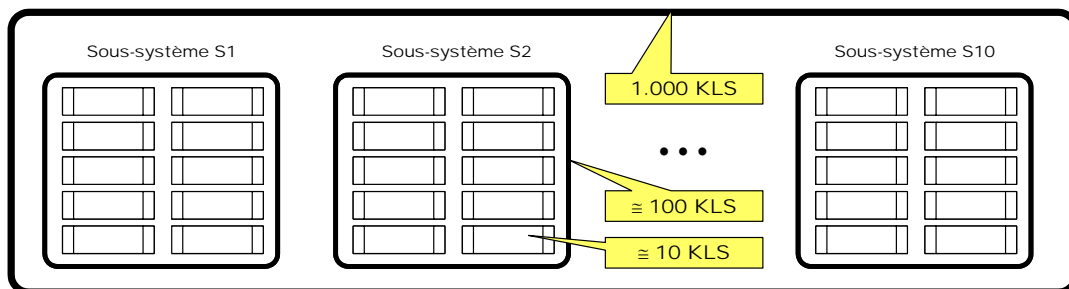 Sous-système S1
Sous-système S2
Sous-système S10
1.000 KLS
• • •
≅ 100 KLS
≅ 10 KLS